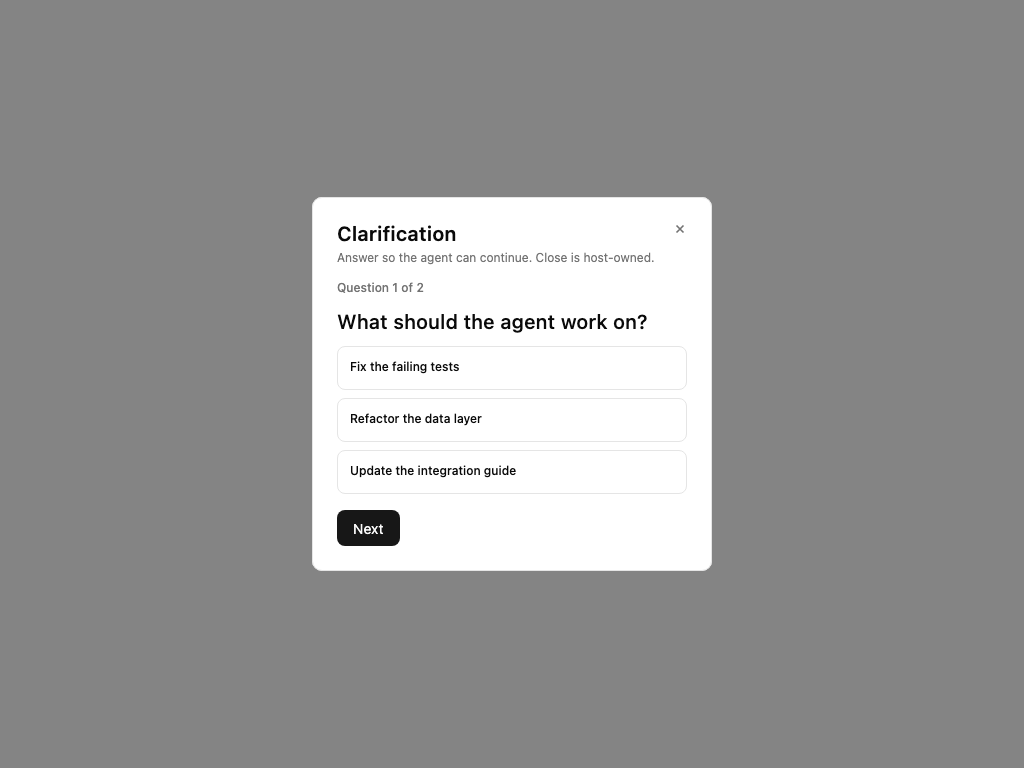 Clarification
Answer so the agent can continue. Close is host-owned.
Question 1 of 2
What should the agent work on?
Fix the failing tests
Refactor the data layer
Update the integration guide
Next